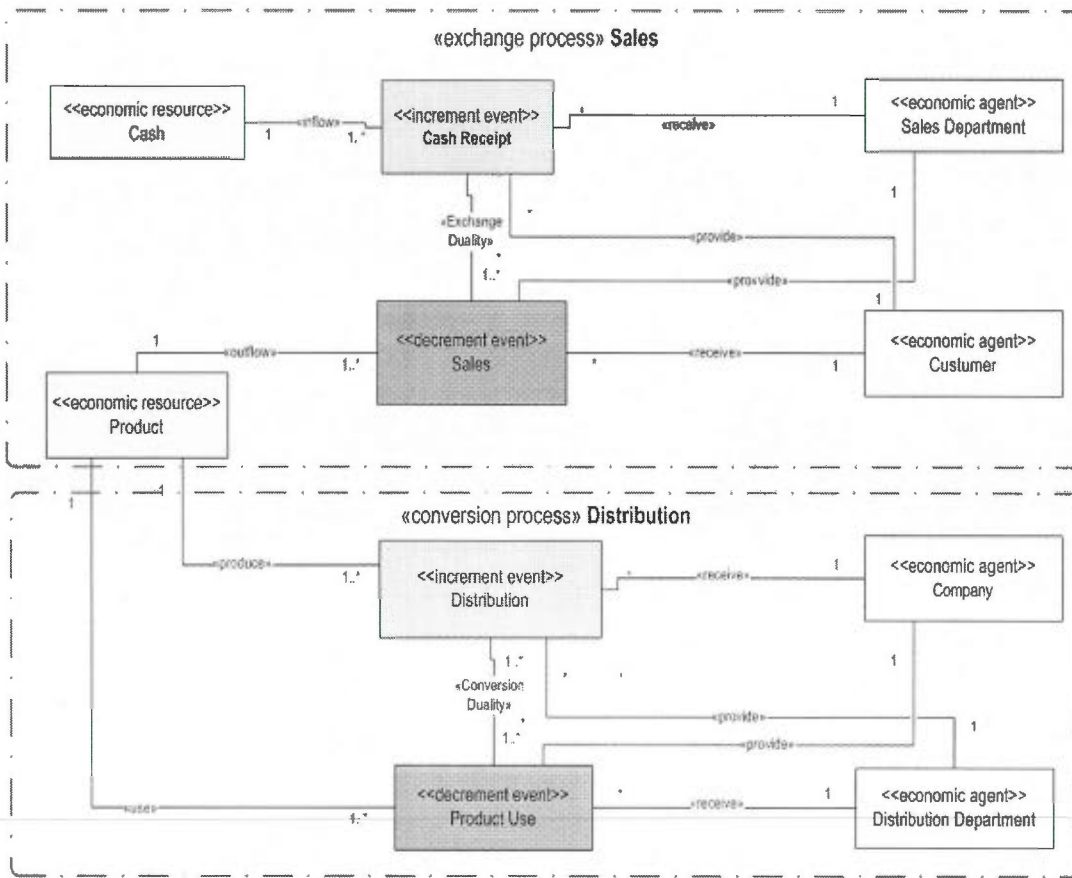 «exchange process» Sales
<<economic resource>>
Cash
1
«inflow»
1..*
<<increment event>>
Cash Receipt
*
«receive»
1
<<economic agent>>
Sales Department
1
«Exchange
Duality»
*
«provide»
*
1..*
«provide»
1
<<decrement event>>
Sales
1
«outflow»
1..*
*
«receive»
1
<<economic agent>>
Custumer
<<economic resource>>
Product
1
1
«conversion process» Distribution
«produce»
1..*
<<increment event>>
Distribution
*
«receive»
1
<<economic agent>>
Company
1..*
*
1
«Conversion
Duality»
«provide»
1
*
1..*
«provide»
<<decrement event>>
Product Use
«use»
1..*
*
«receive»
1
<<economic agent>>
Distribution Department